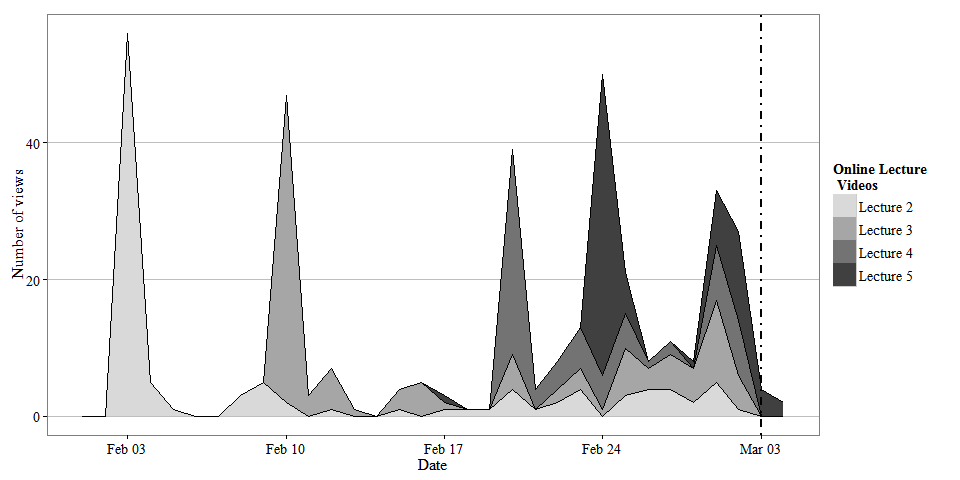 40
20
0
Number of views
Feb 03
Feb 10
Feb 17
Feb 24
Mar 03
Date
Online Lecture
Videos
Lecture 2
Lecture 3
Lecture 4
Lecture 5